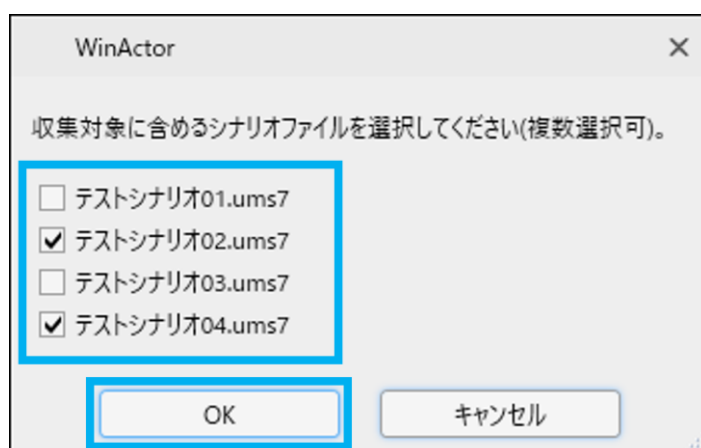 WinActor
収集対象に含めるシナリオファイルを選択してください(複数選択可)。
テストシナリオ01.ums7
テストシナリオ02.ums7
テストシナリオ03.ums7
テストシナリオ04.ums7
OK キャンセル